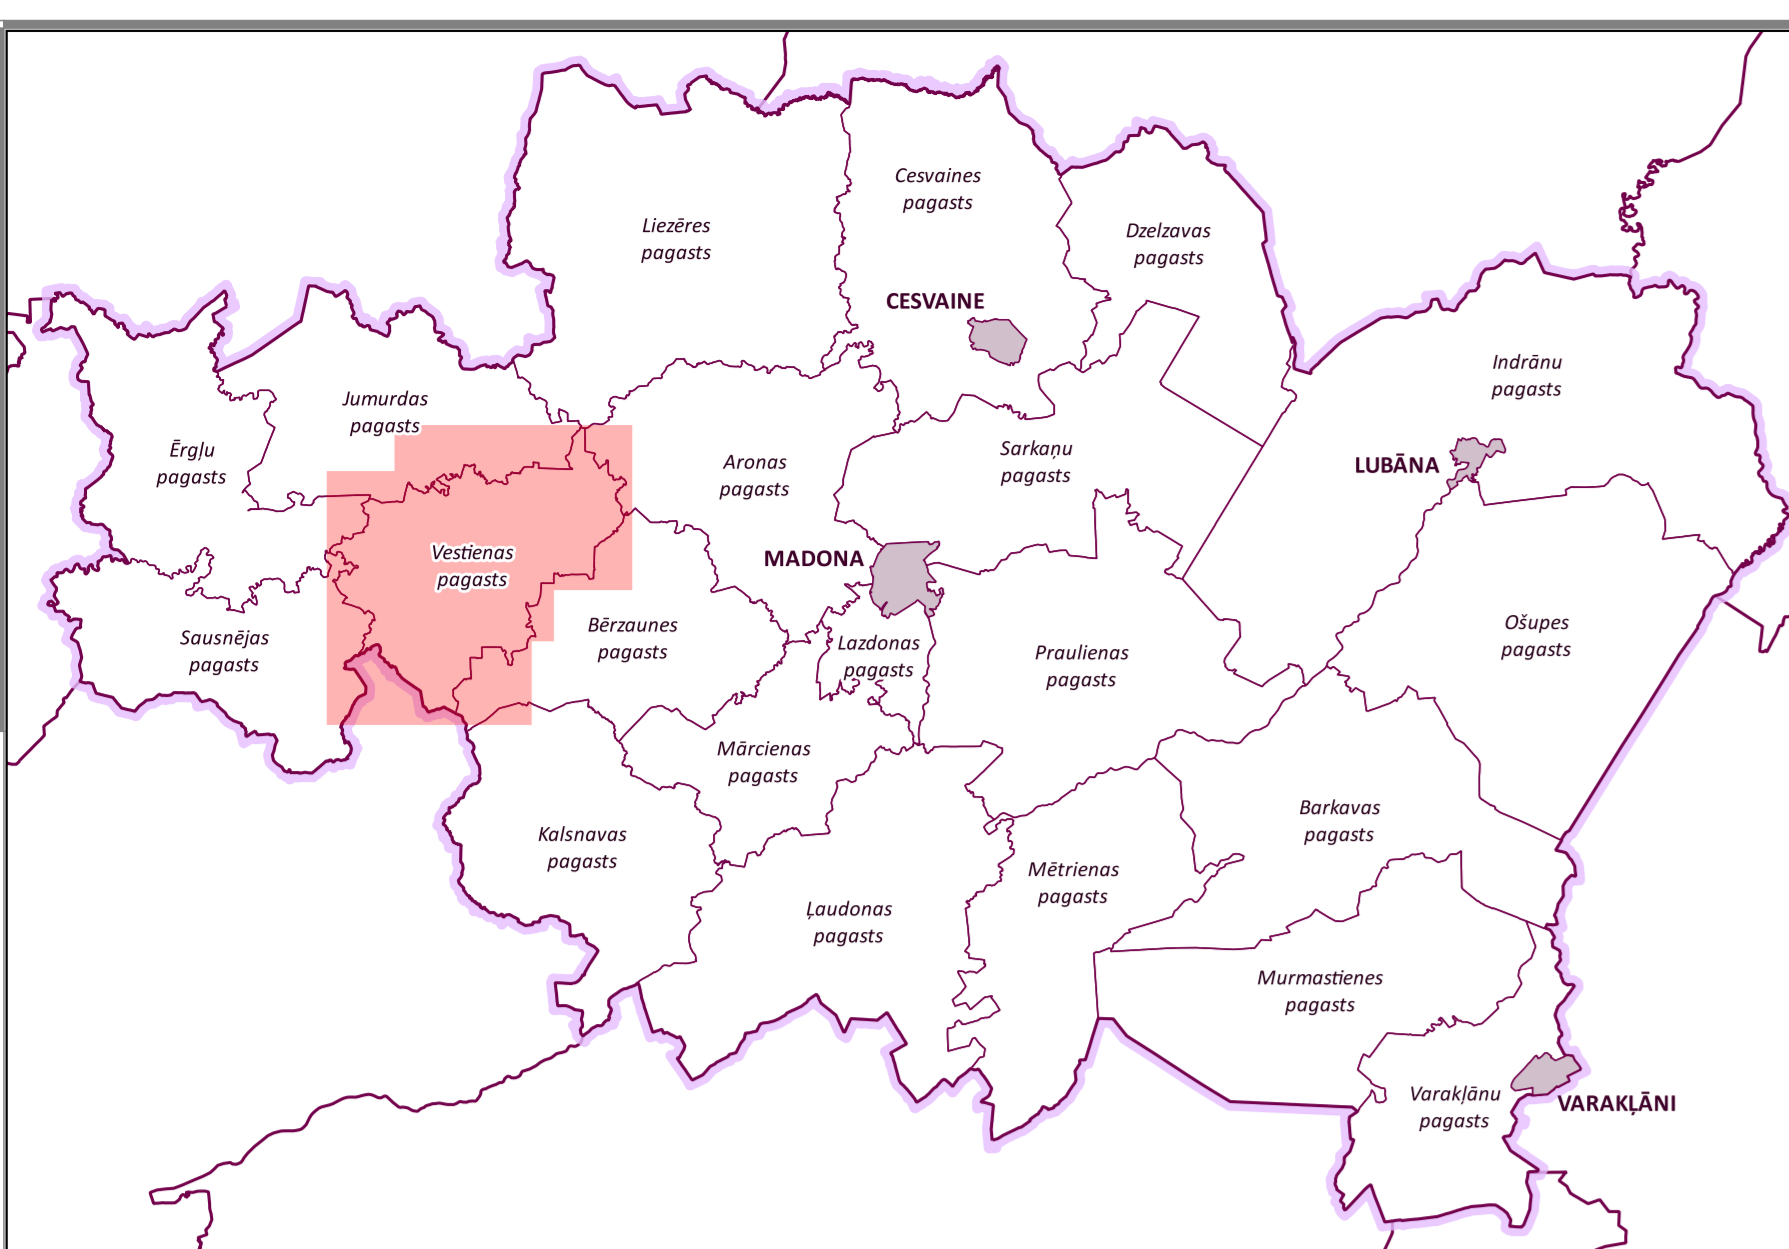 Cesvaines
pagasts
Liezēres
pagasts
Dzelzavas
pagasts
CESVAINE
Indrānu
pagasts
Jumurdas
pagasts
Ērgļu
pagasts
Aronas
pagasts
Sarkaņu
pagasts
LUBĀNA
Vestienas
pagasts
MADONA
Sausnējas
pagasts
Bērzaunes
pagasts
Lazdonas
pagasts
Praulienas
pagasts
Ošupes
pagasts
Mārcienas
pagasts
Kalsnavas
pagasts
Barkavas
pagasts
Mētrienas
pagasts
Ļaudonas
pagasts
Murmastienes
pagasts
Varakļānu
pagasts
VARAKĻĀNI